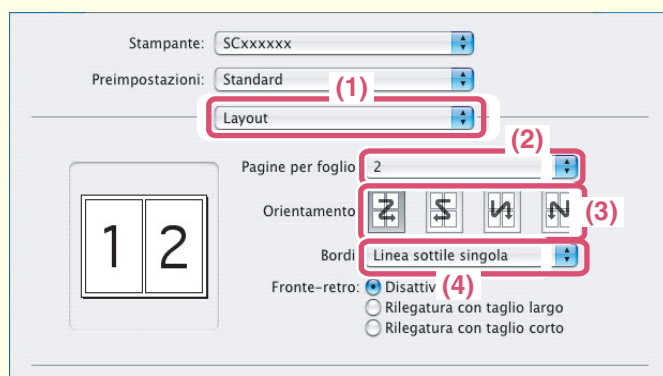 Stampante: SCxxxxxx
Preimpostazioni: Standard
(1)
Layout
(2)
Pagine per foglio 2
Orientamento
(3)
Bordi Linea sottile singola
Fronte-retro: Disattiv
(4)
Rilegatura con taglio largo
Rilegatura con taglio corto
1 2